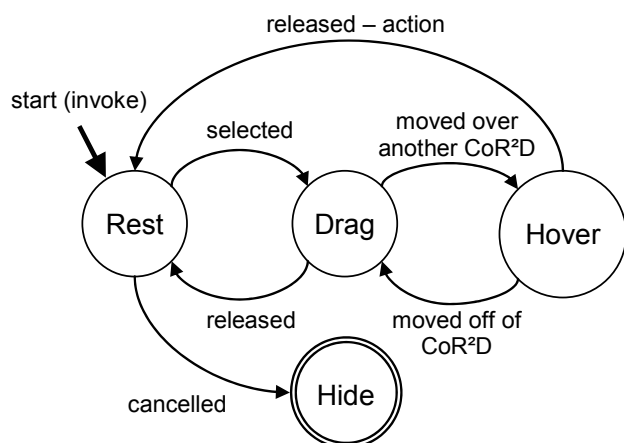 released – action
start (invoke)
selected
moved over
another CoR²D
Rest
Drag
Hover
released
moved off of
CoR²D
cancelled
Hide